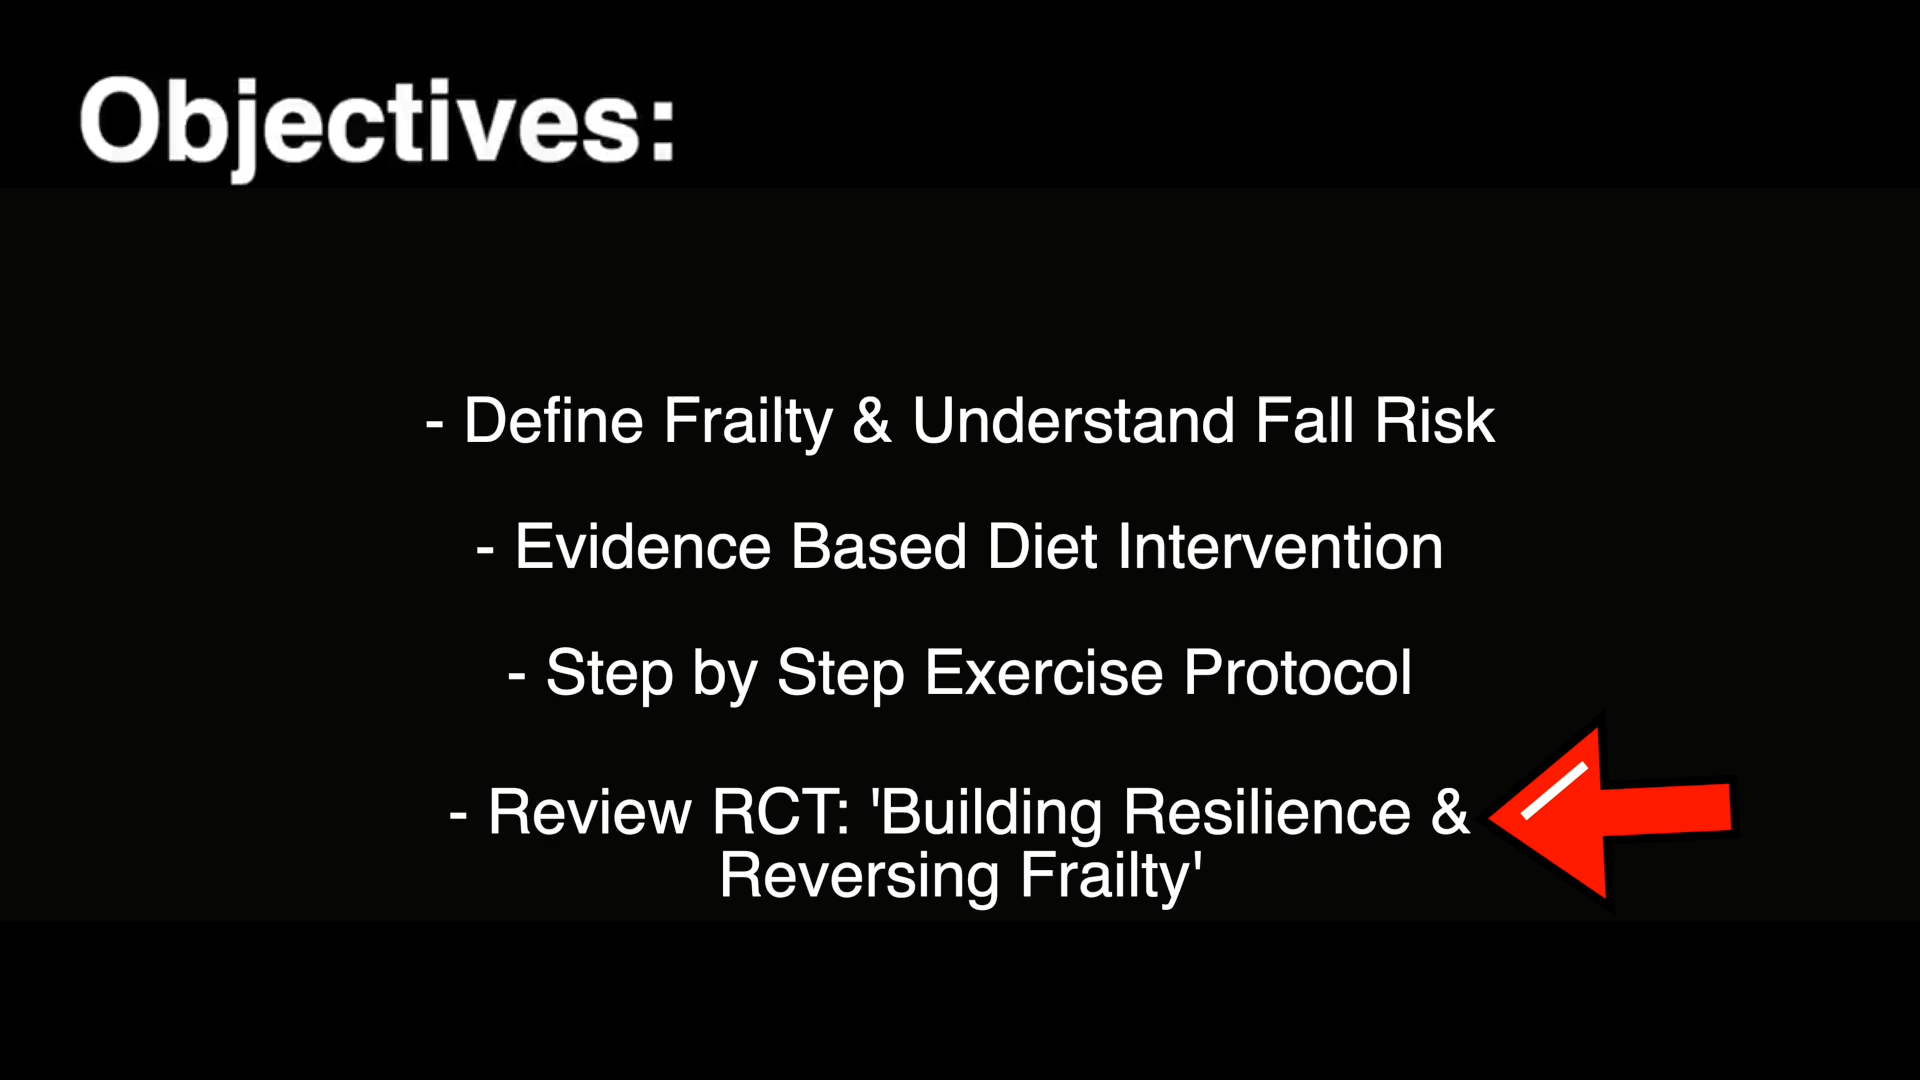 Objectives:
- Define Frailty & Understand Fall Risk
- Evidence Based Diet Intervention
- Step by Step Exercise Protocol
- Review RCT: 'Building Resilience &
Reversing Frailty'